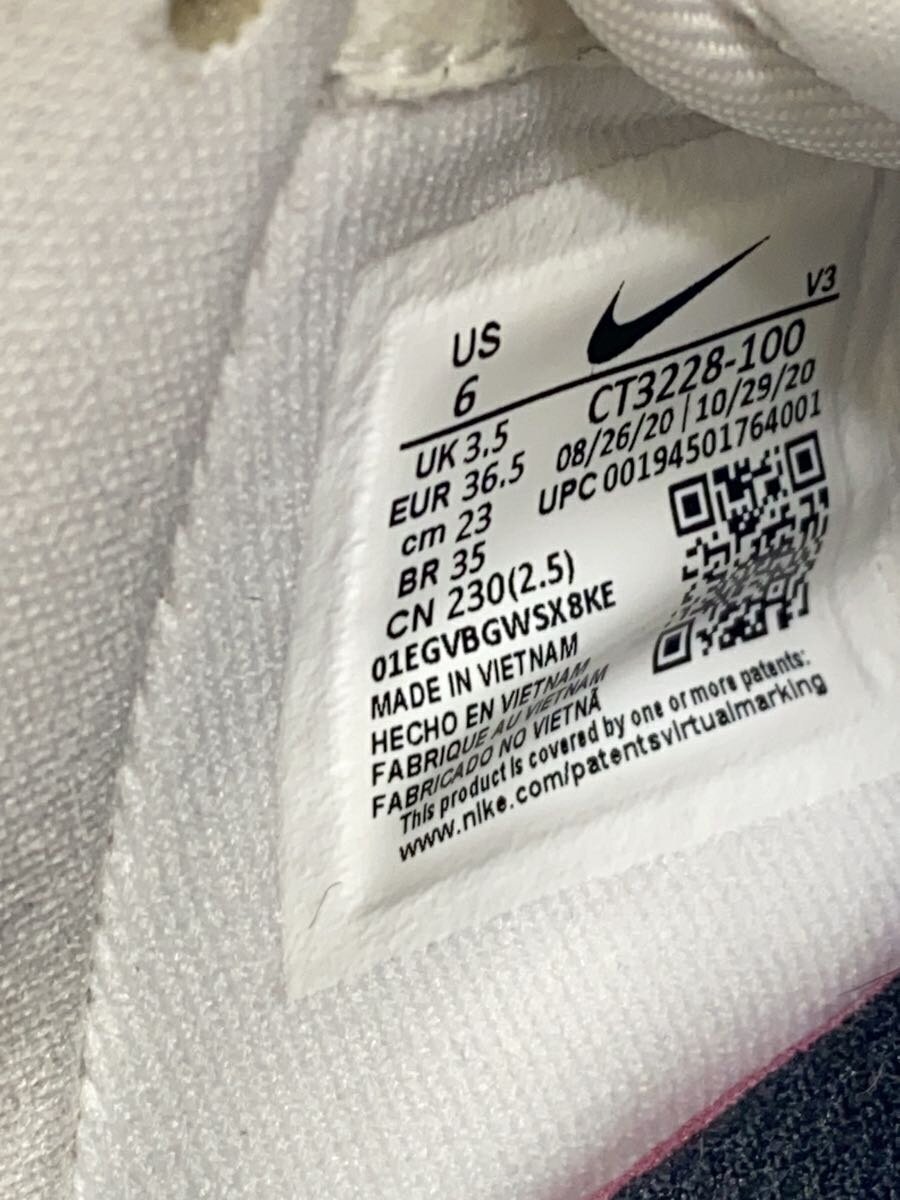 V3
US
6
CT3228-100
UK 3.5
08/26/20 | 10/29/20
EUR 36.5
UPC 00194501764001
cm 23
BR 35
CN 230(2.5)
01EGVBGWSX8KE
MADE IN VIETNAM
HECHO EN VIETNAM
FABRIQUE AU VIETNAM
FABRICADO NO VIETNÃ
This product is covered by one or more patents:
www.nike.com/patentsvirtualmarking